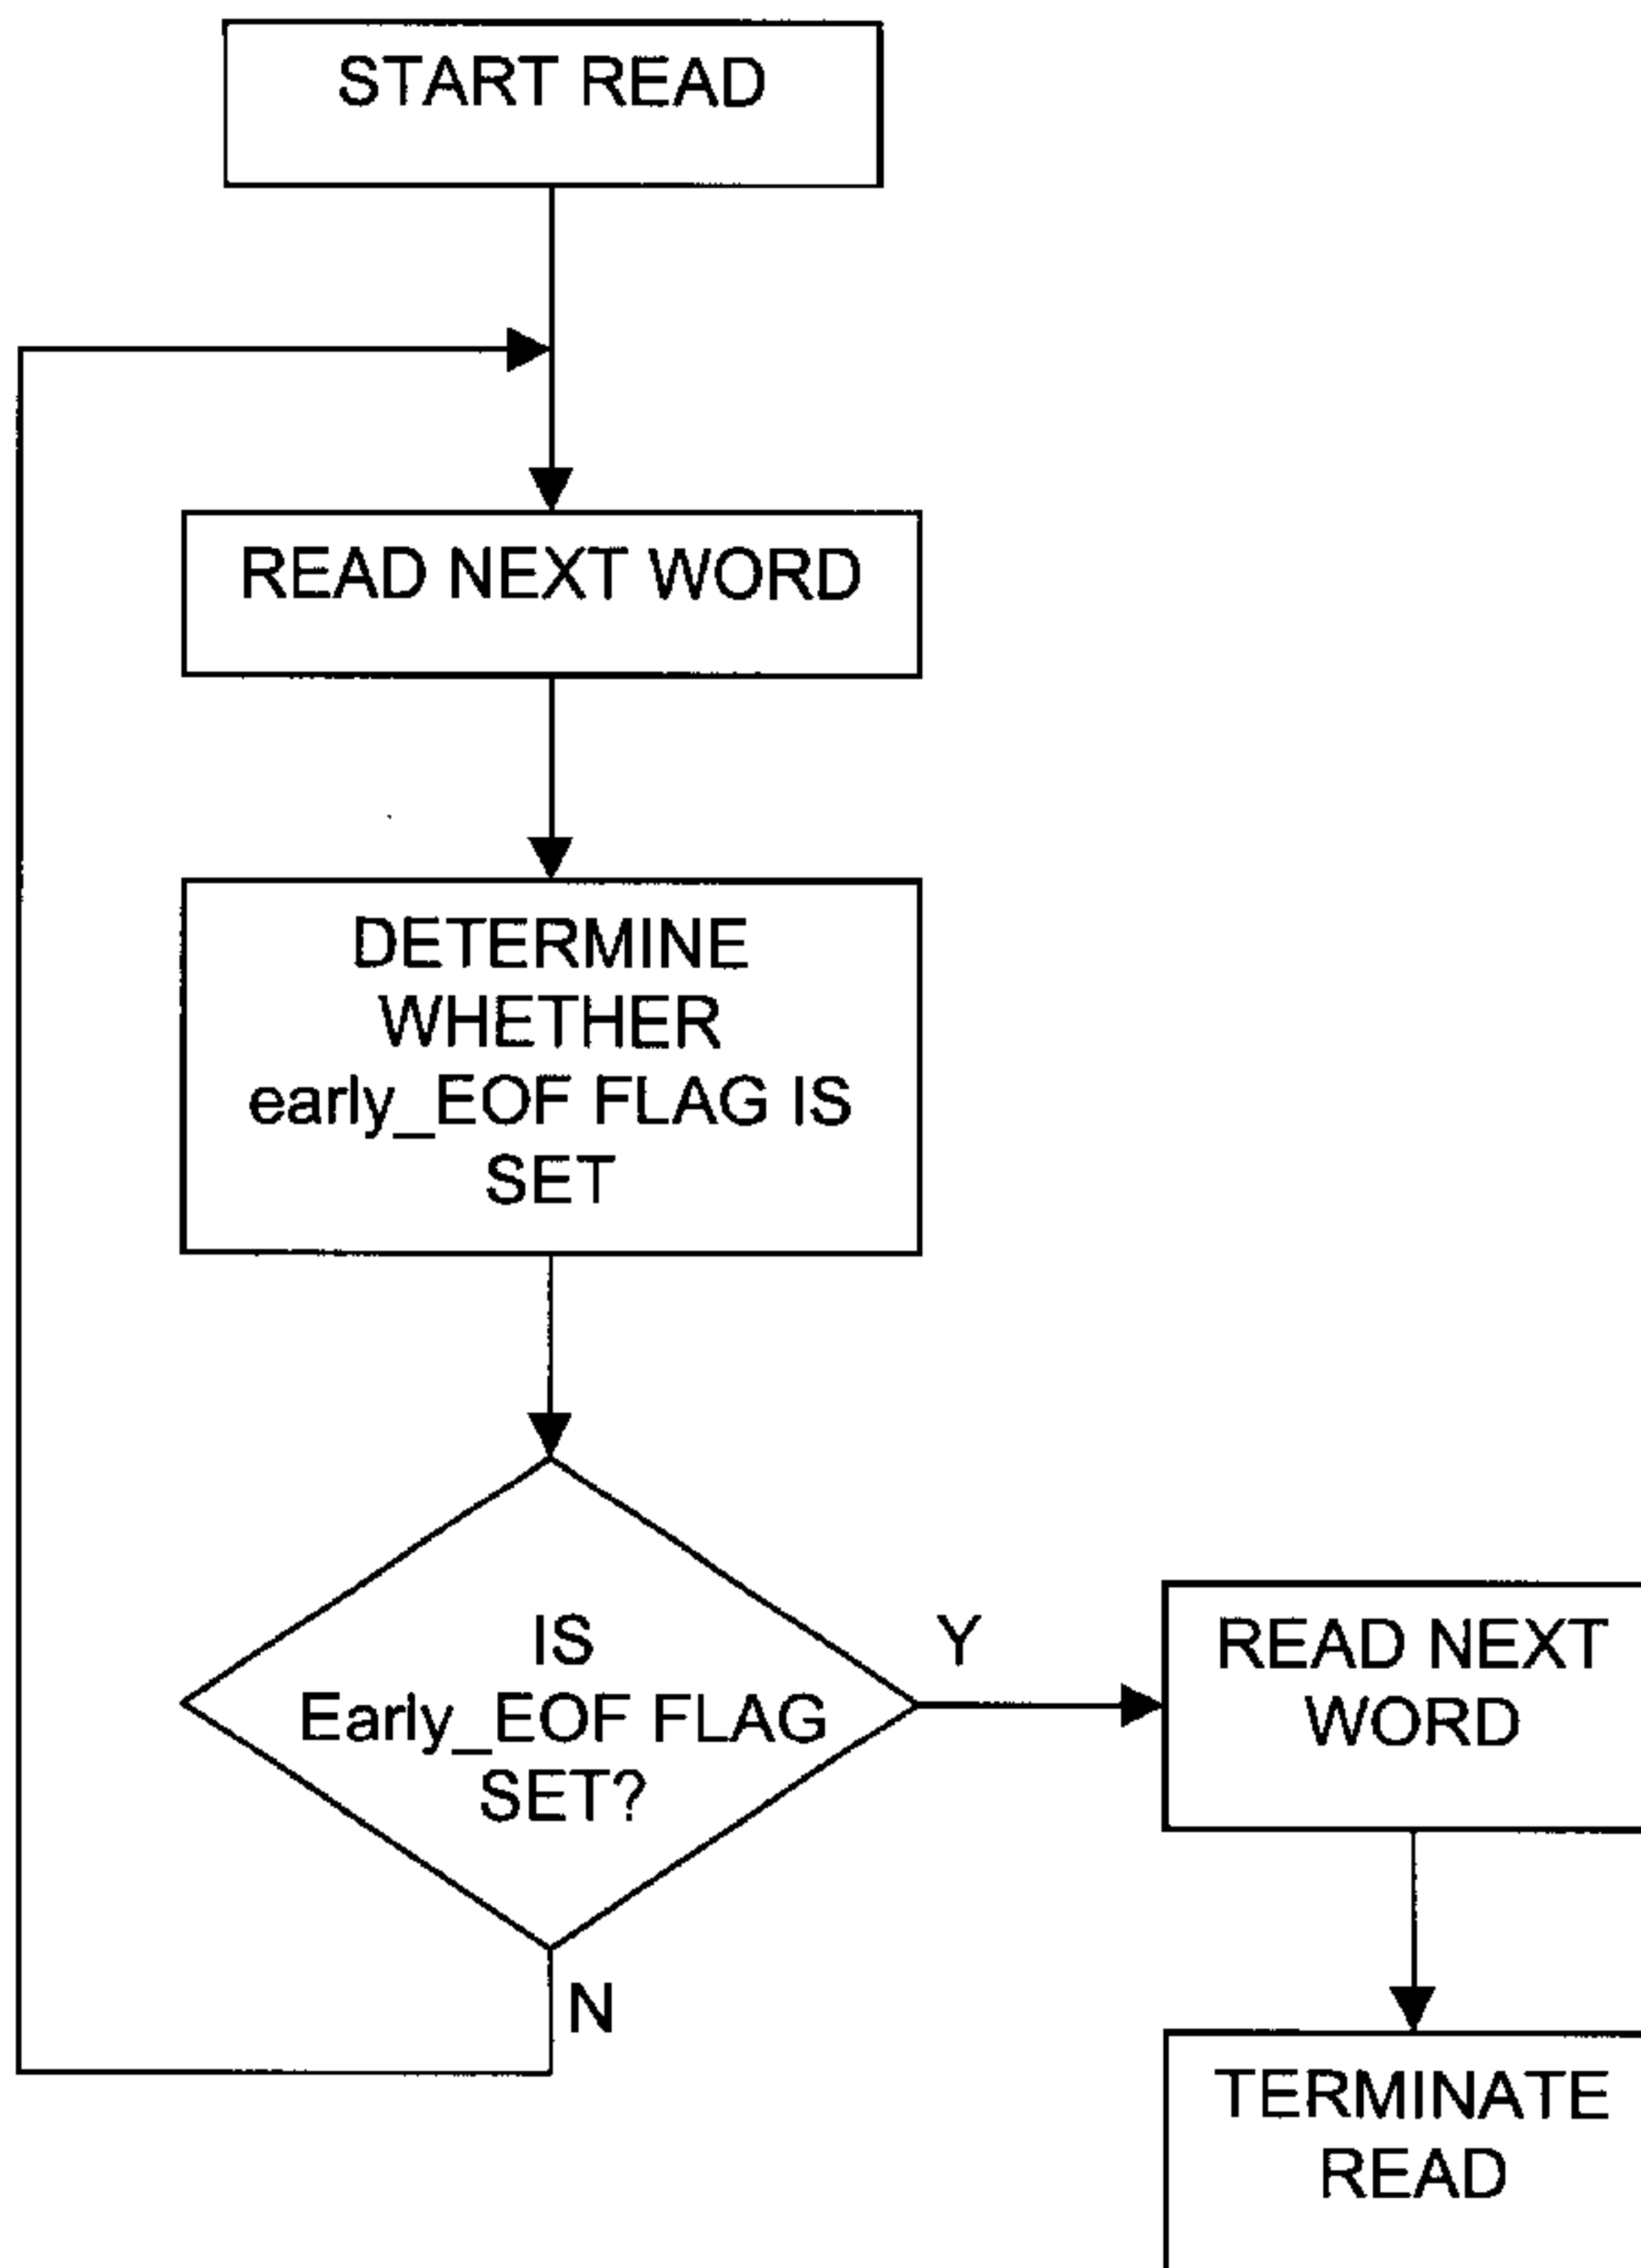 START READ
READ NEXT WORD
DETERMINE
WHETHER
early_EOF FLAG IS
SET
IS
Early_EOF FLAG
SET?
Y
N
READ NEXT
WORD
TERMINATE
READ